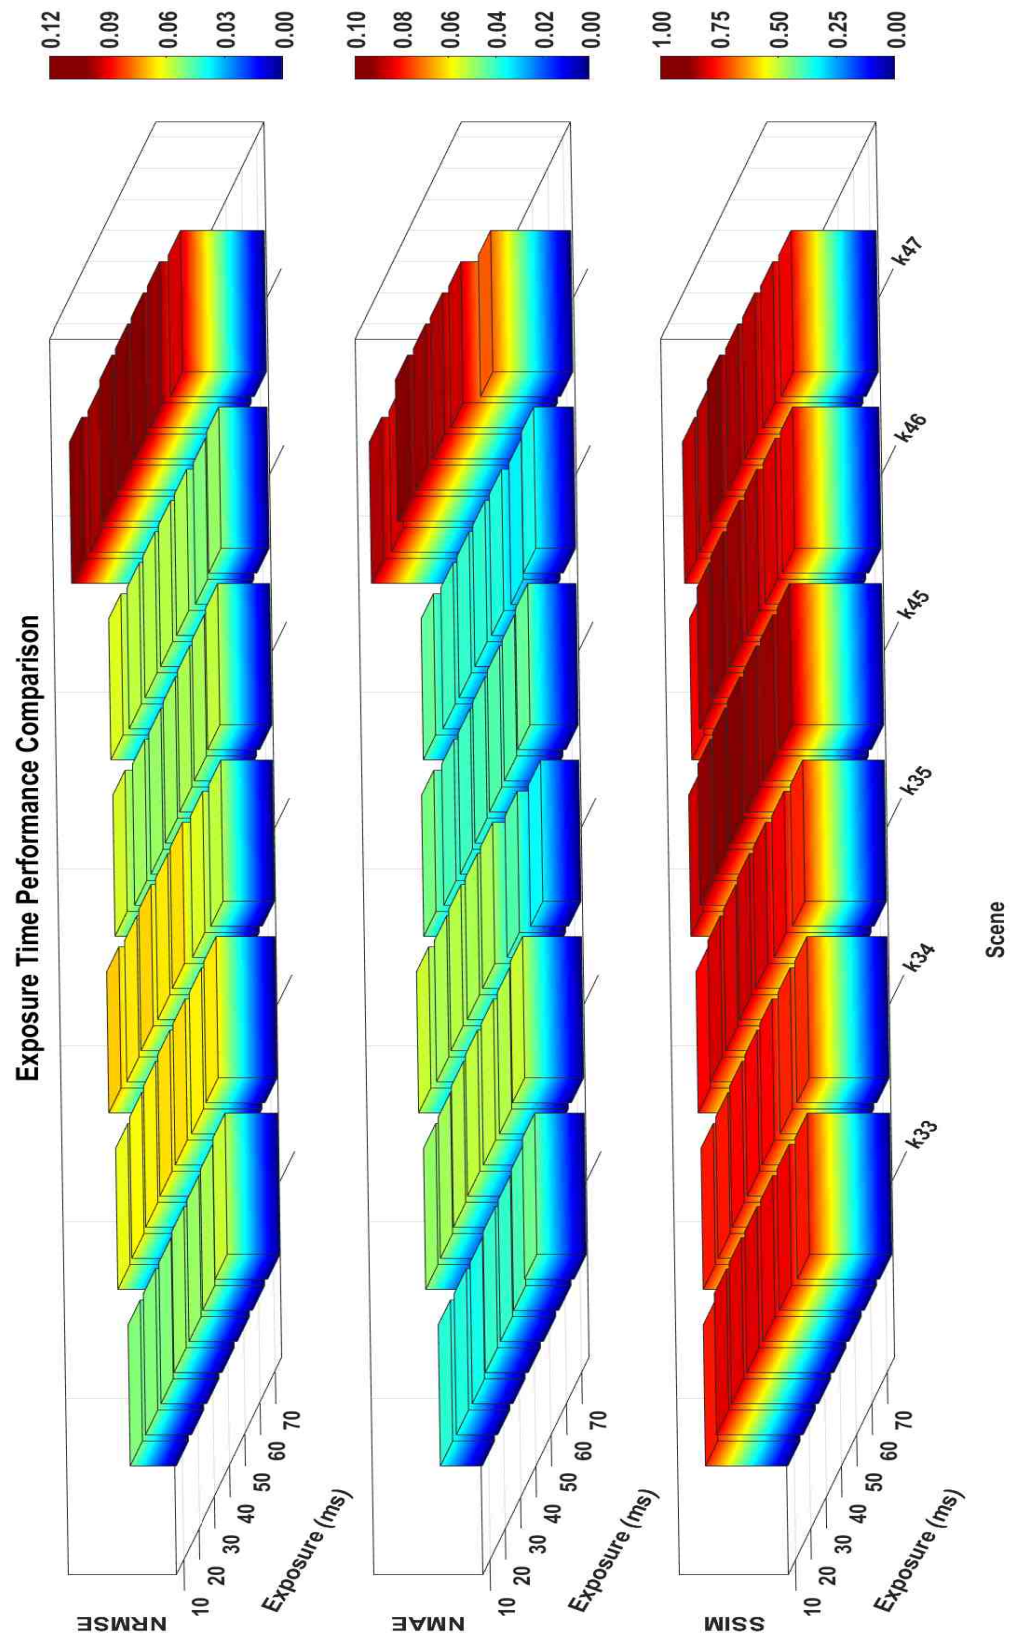 Exposure Time Performance Comparison
NRMSE
0.12
0.09
0.06
0.03
0.00
10
20
30
40
50
60
70
Exposure (ms)
NMAE
0.10
0.08
0.06
0.04
0.02
0.00
10
20
30
40
50
60
70
Exposure (ms)
SSIM
1.00
0.75
0.50
0.25
0.00
10
20
30
40
50
60
70
Exposure (ms)
k33
k34
k35
k45
k46
k47
Scene